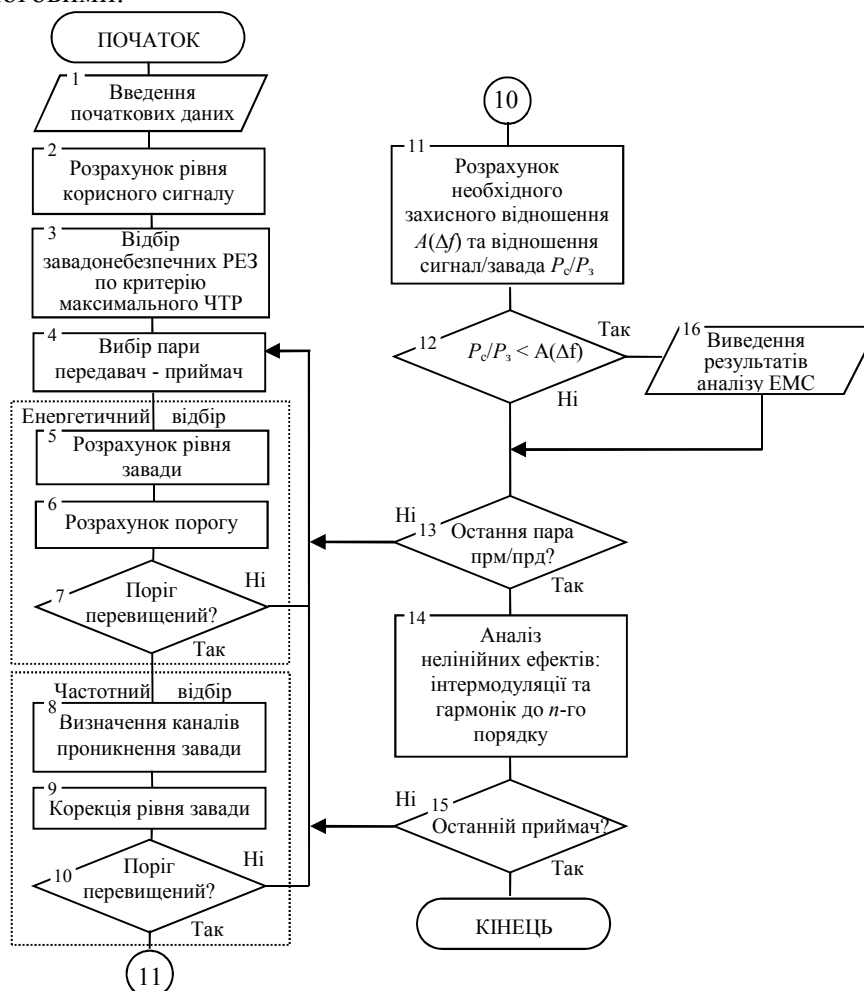 ПОЧАТОК
1
Введення
початкових даних
2
Розрахунок рівня
корисного сигналу
3
Відбір
завадонебезпечних РЕЗ
по критерію
максимального ЧТР
4
Вибір пари
передавач - приймач
Енергетичний відбір
5
Розрахунок рівня
завади
6
Розрахунок порогу
7
Поріг
перевищений?
Ні
Так
Частотний відбір
8
Визначення каналів
проникнення завади
9
Корекція рівня завади
10
Поріг
перевищений?
Ні
Так
11
10
11
Розрахунок
необхідного
захисного відношення
A(Δf) та відношення
сигнал/завада Pс/Pз
12
Pс/Pз < A(Δf)
Так
Ні
16
Виведення
результатів
аналізу ЕМС
Ні
13
Остання пара
прм/прд?
Так
14
Аналіз
нелінійних ефектів:
інтермодуляції та
гармонік до n-го
порядку
Ні
15
Останній приймач?
Так
КІНЕЦЬ